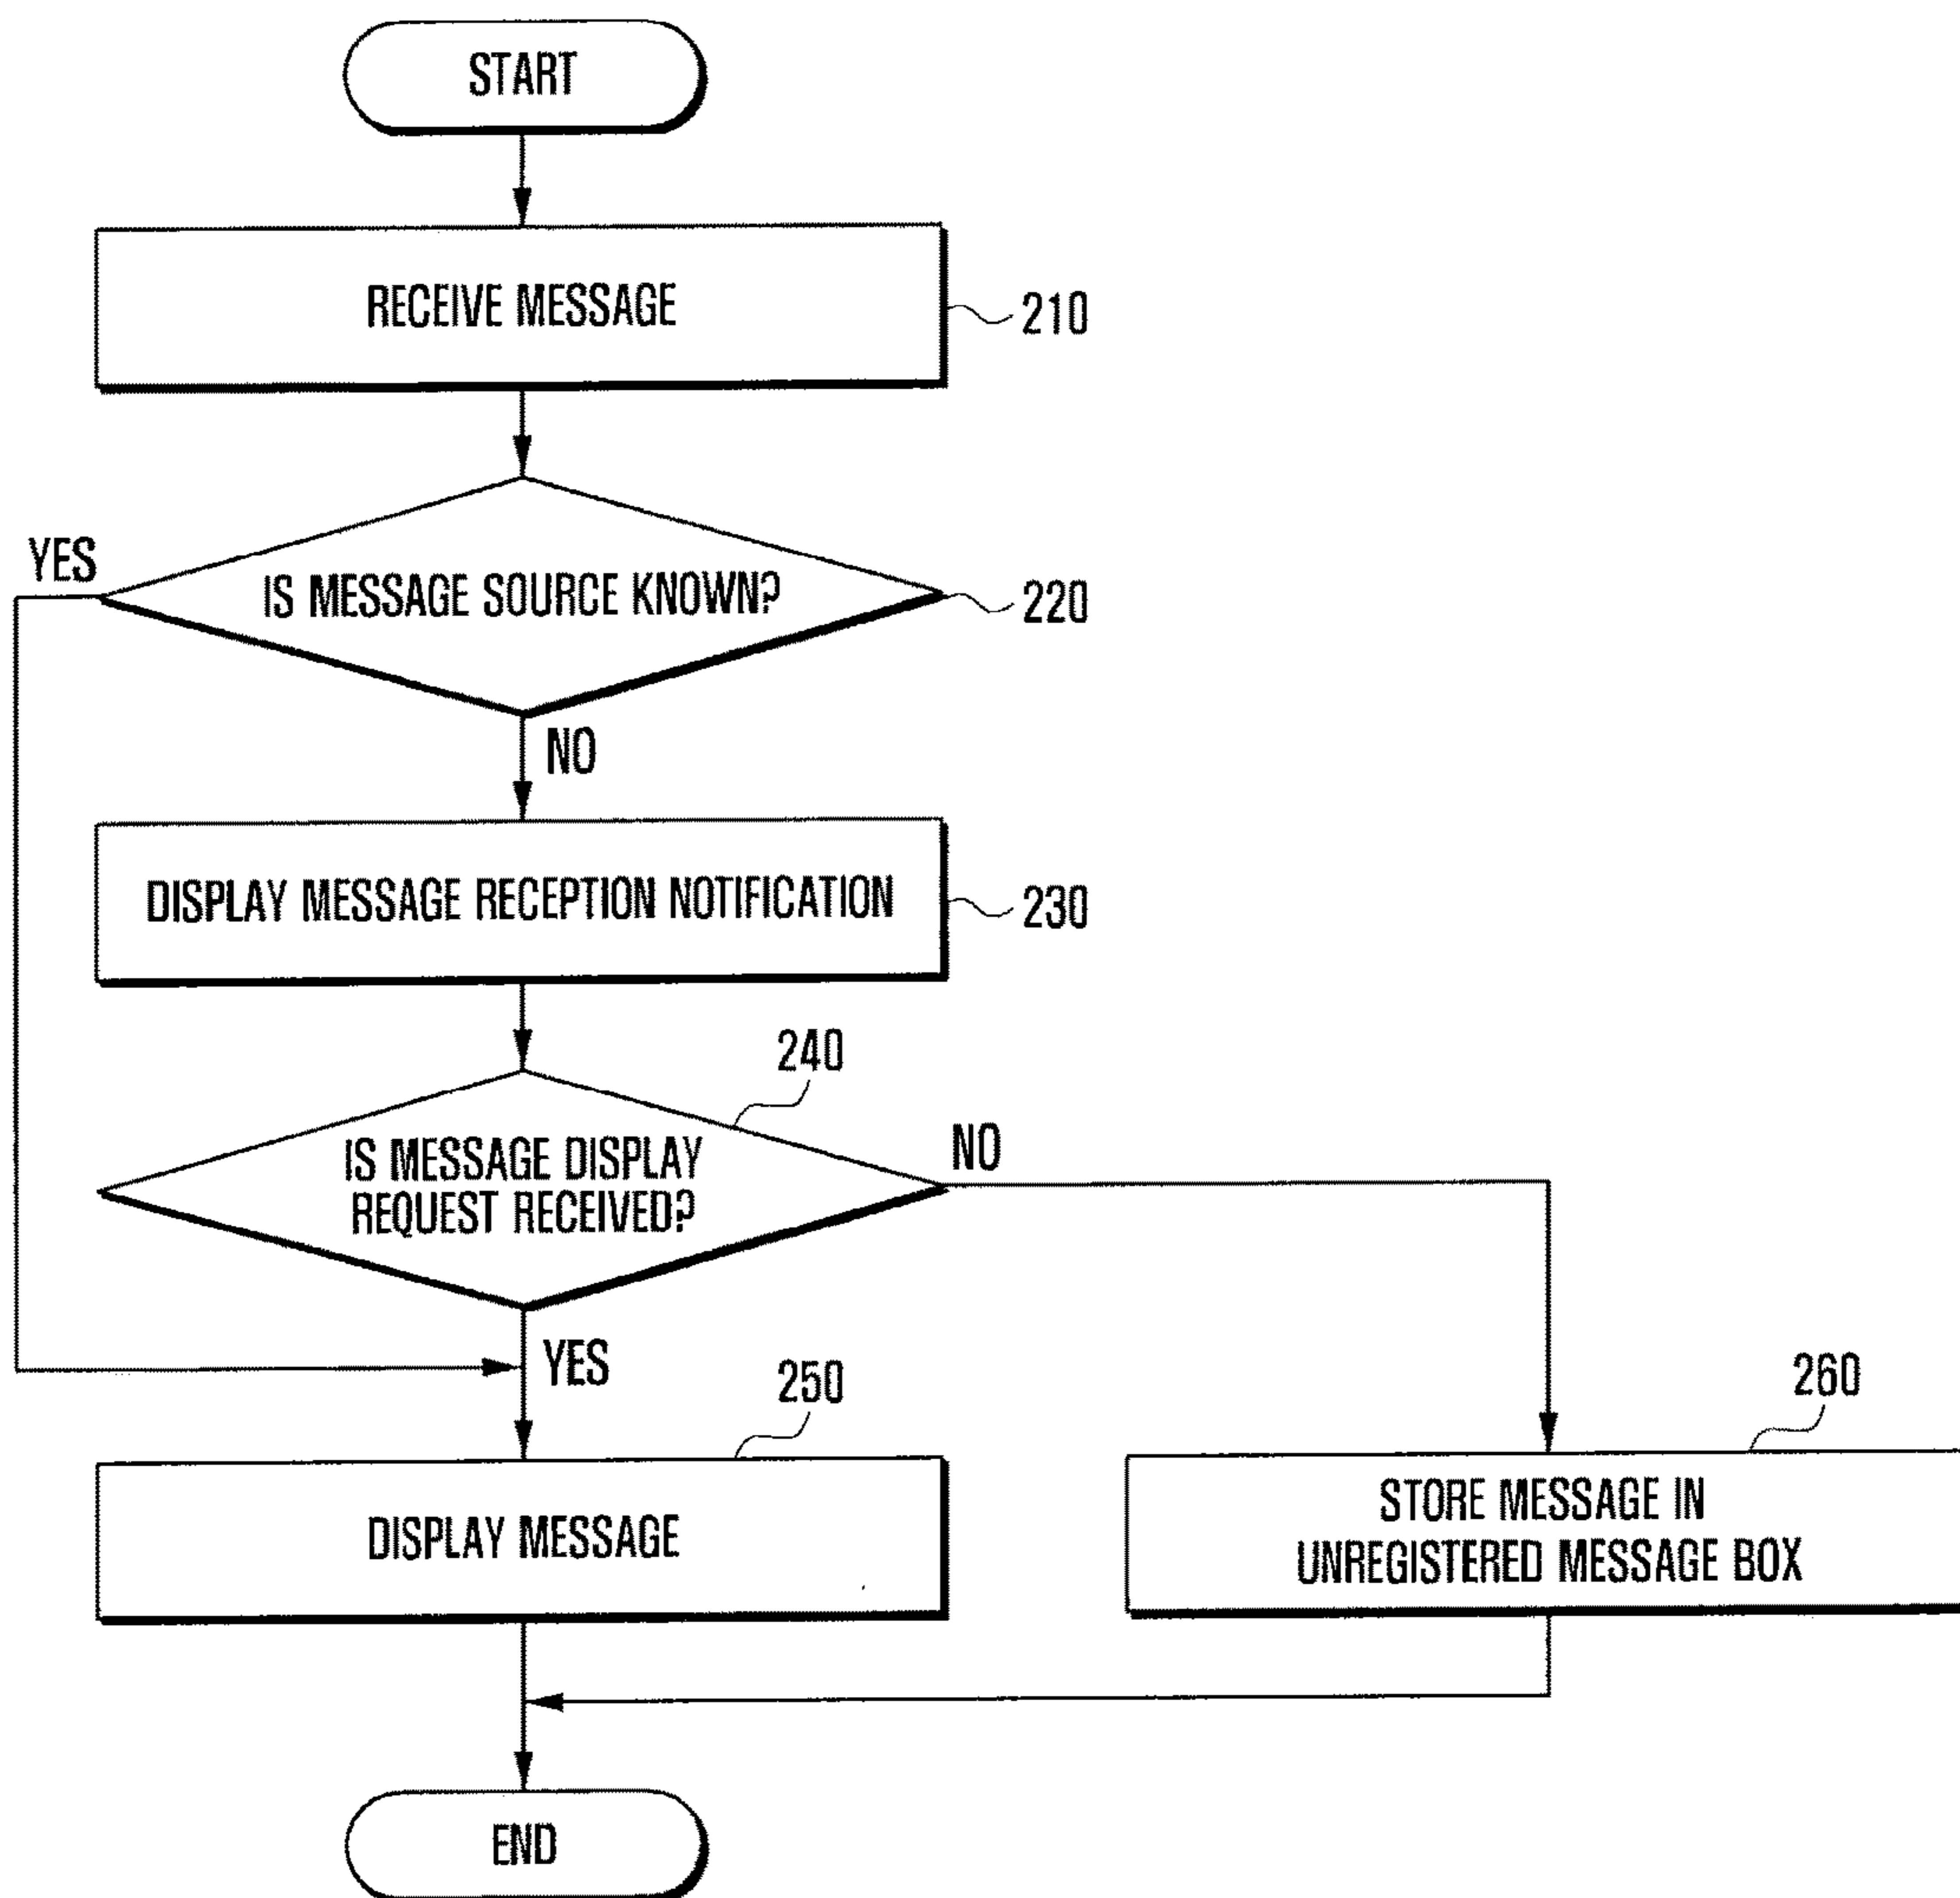 START
RECEIVE MESSAGE
210
YES
IS MESSAGE SOURCE KNOWN?
220
NO
DISPLAY MESSAGE RECEPTION NOTIFICATION
230
240
IS MESSAGE DISPLAY
REQUEST RECEIVED?
NO
YES
250
260
DISPLAY MESSAGE
STORE MESSAGE IN
UNREGISTERED MESSAGE BOX
END